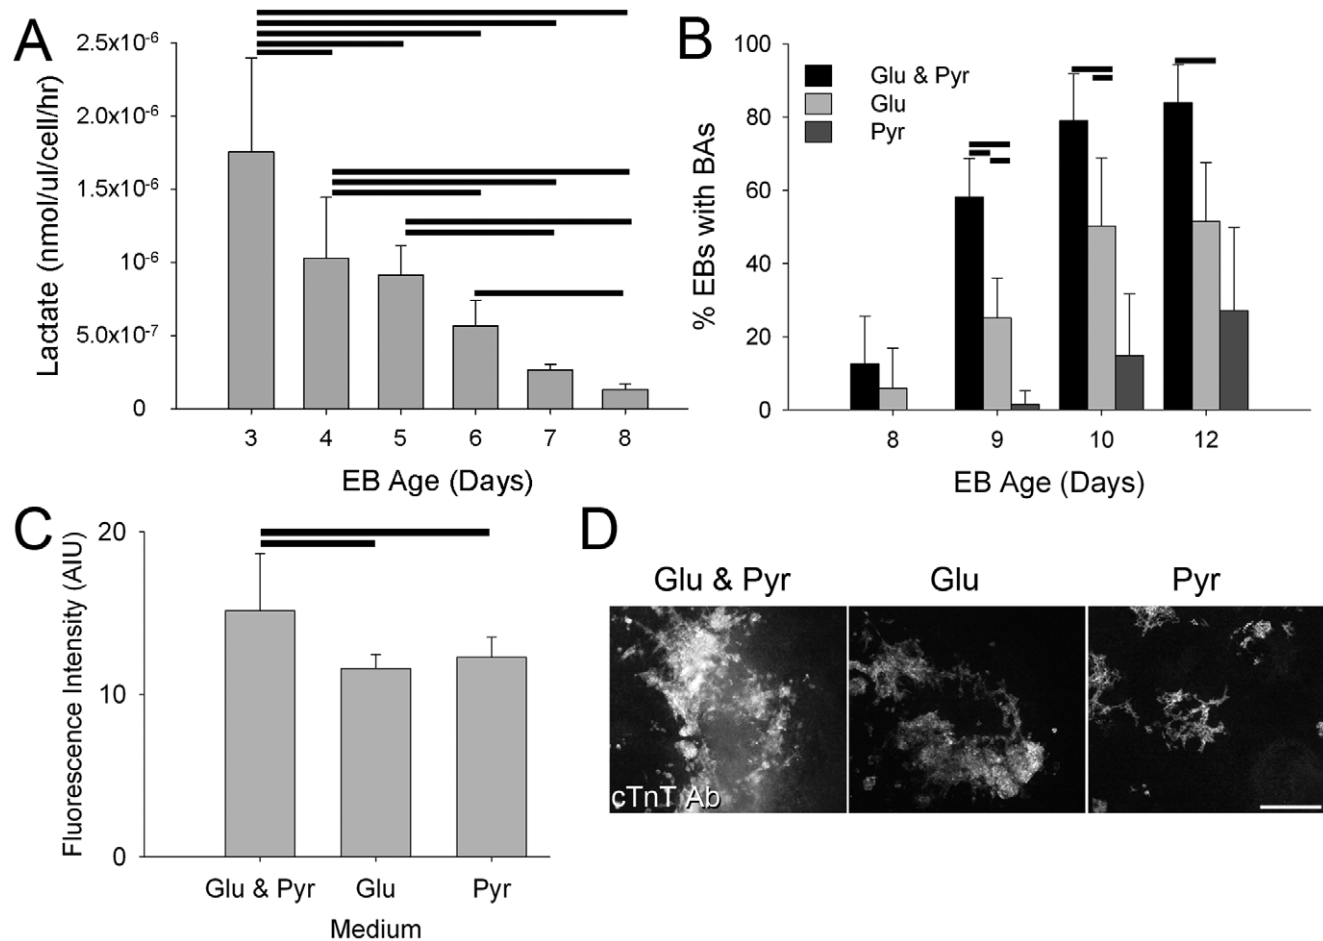 A
Lactate (nmol/ul/cell/hr)
2.5x10-6
2.0x10-6
1.5x10-6
10-6
5.0x10-7
0
3 4 5 6 7 8
EB Age (Days)
B
% EBs with BAs
100
80
60
40
20
0
Glu & Pyr
Glu
Pyr
8 9 10 12
EB Age (Days)
C
Fluorescence Intensity (AIU)
20
10
0
Glu & Pyr Glu Pyr
Medium
D
Glu & Pyr Glu Pyr
cTnT Ab